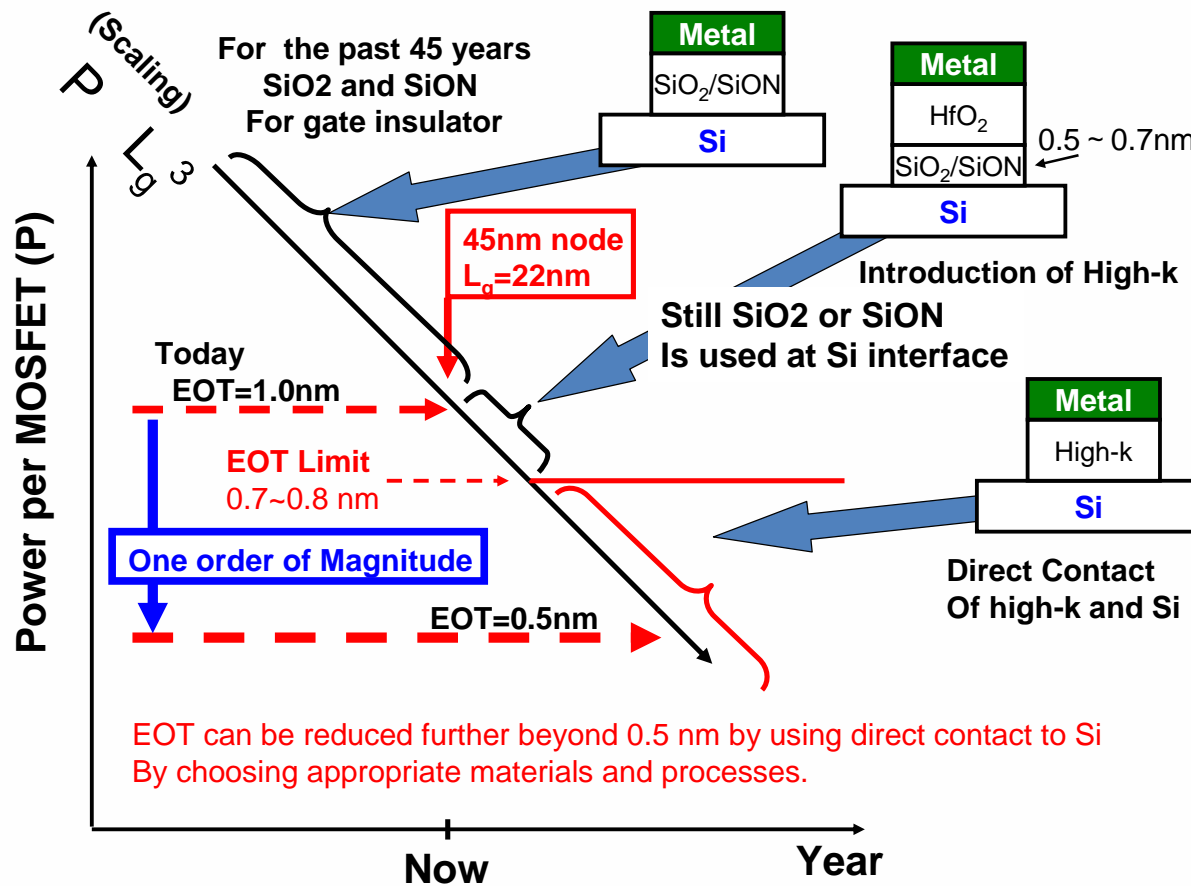 (Scaling)
P
Lg3
For the past 45 years
SiO2 and SiON
For gate insulator
Metal
SiO2/SiON
Si
Metal
HfO2
SiO2/SiON
Si
0.5 ~ 0.7nm
Introduction of High-k
45nm node
Lg=22nm
Still SiO2 or SiON
Is used at Si interface
Today
EOT=1.0nm
EOT Limit
0.7~0.8 nm
Metal
High-k
Si
One order of Magnitude
Direct Contact
Of high-k and Si
EOT=0.5nm
EOT can be reduced further beyond 0.5 nm by using direct contact to Si
By choosing appropriate materials and processes.
Power per MOSFET (P)
Now
Year